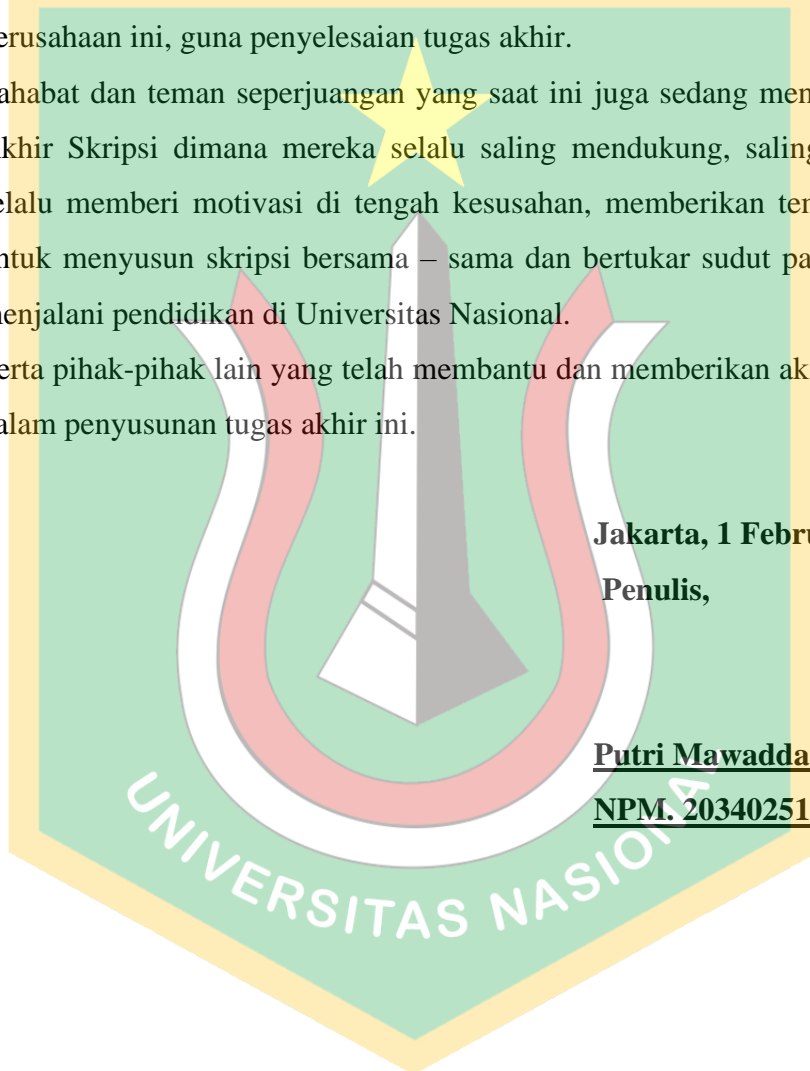 erusahaan ini, guna penyelesaian tugas akhir.
ahabat dan teman seperjuangan yang saat ini juga sedang men
khir Skripsi dimana mereka selalu saling mendukung, saling
elalu memberi motivasi di tengah kesusahan, memberikan ten
ntuk menyusun skripsi bersama – sama dan bertukar sudut pa
enjalani pendidikan di Universitas Nasional.
erta pihak-pihak lain yang telah membantu dan memberikan ak
alam penyusunan tugas akhir ini.
Jakarta, 1 Febru
Penulis,
Putri Mawadda
NPM. 20340251
UNIVERSITAS NASIONAL